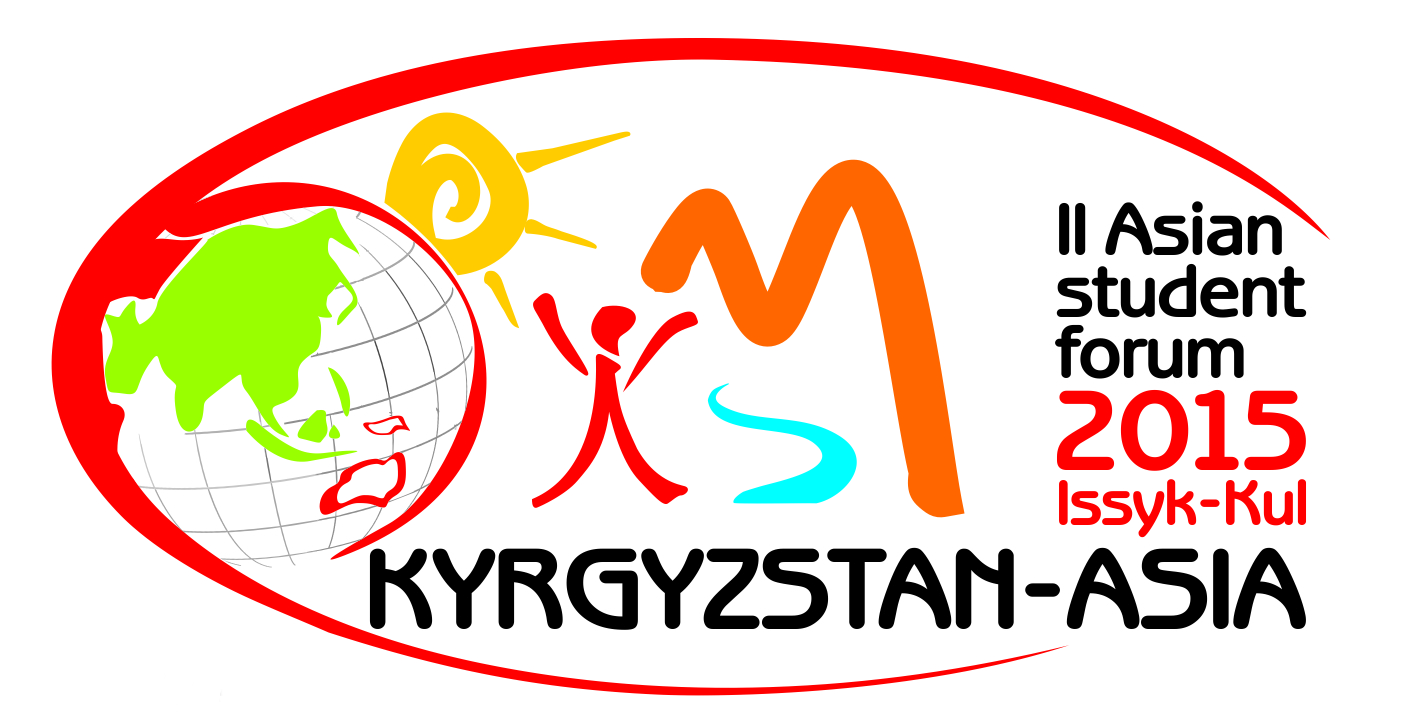 II Asian
student
forum
2015
Issyk-Kul
KYRGYZSTAN-ASIA